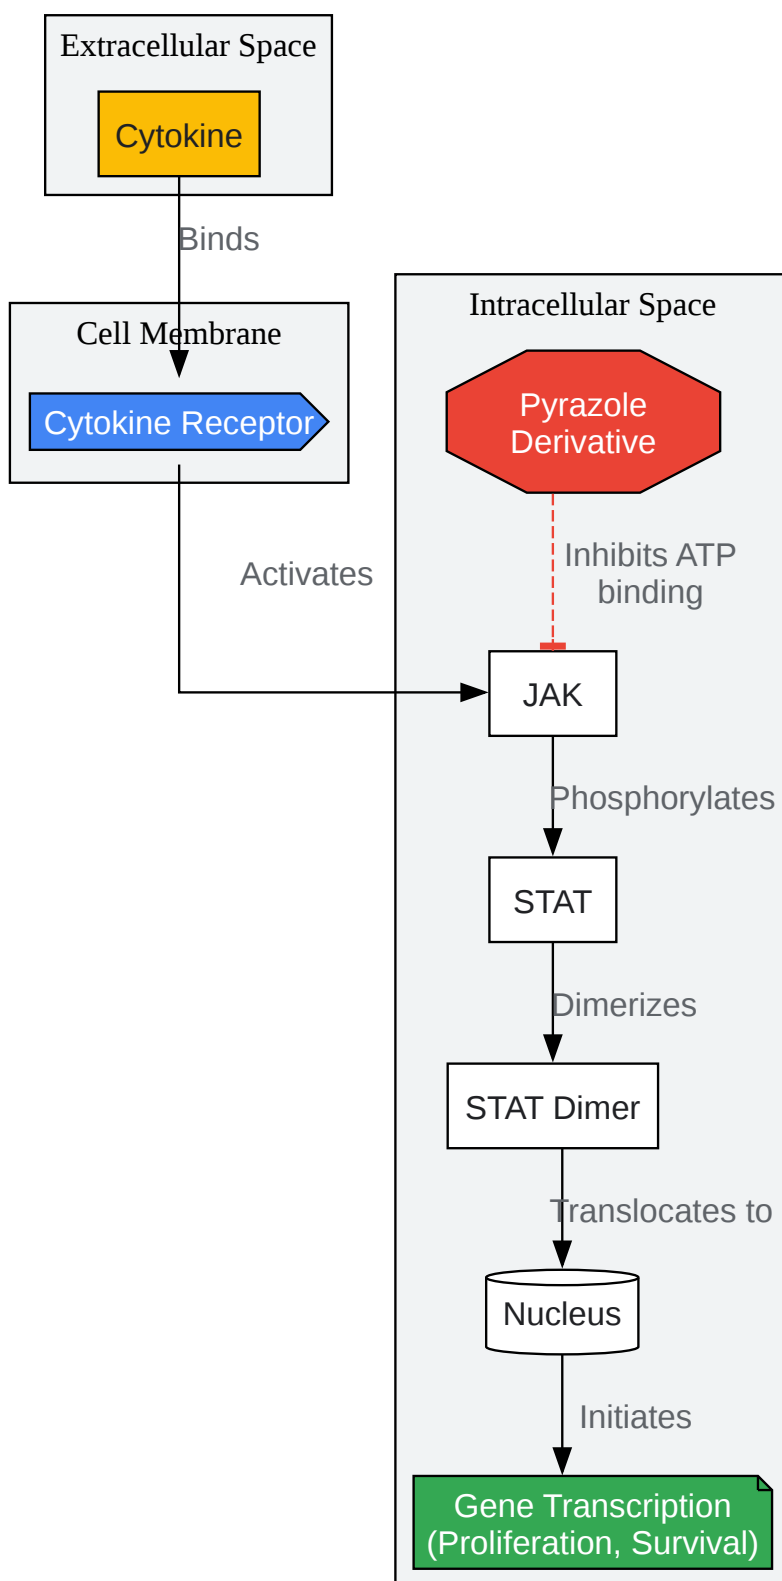 Extracellular Space
Cytokine
Binds
Cell Membrane
Cytokine Receptor
Activates
Intracellular Space
Pyrazole
Derivative
Inhibits ATP
binding
JAK
Phosphorylates
STAT
Dimerizes
STAT Dimer
Translocates to
Nucleus
Initiates
Gene Transcription
(Proliferation, Survival)